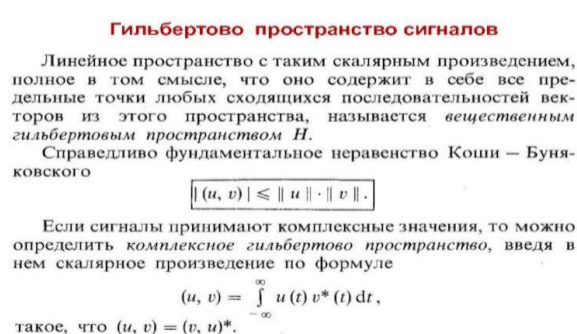 Гильбертово пространство сигналов
Линейное пространство с таким скалярным произведением,
полное в том смысле, что оно содержит в себе все пре-
дельные точки любых сходящихся последовательностей век-
торов из этого пространства, называется вещественным
гильбертовым пространством H.
Справедливо фундаментальное неравенство Коши — Буня-
ковского
|(u, v)| ⩽ ‖ u ‖ · ‖ v ‖.
Если сигналы принимают комплексные значения, то можно
определить комплексное гильбертово пространство, введя в
нем скалярное произведение по формуле
(u, v) = ∫_{-∞}^{∞} u (t) v* (t) dt,
такое, что (u, v) = (v, u)*.